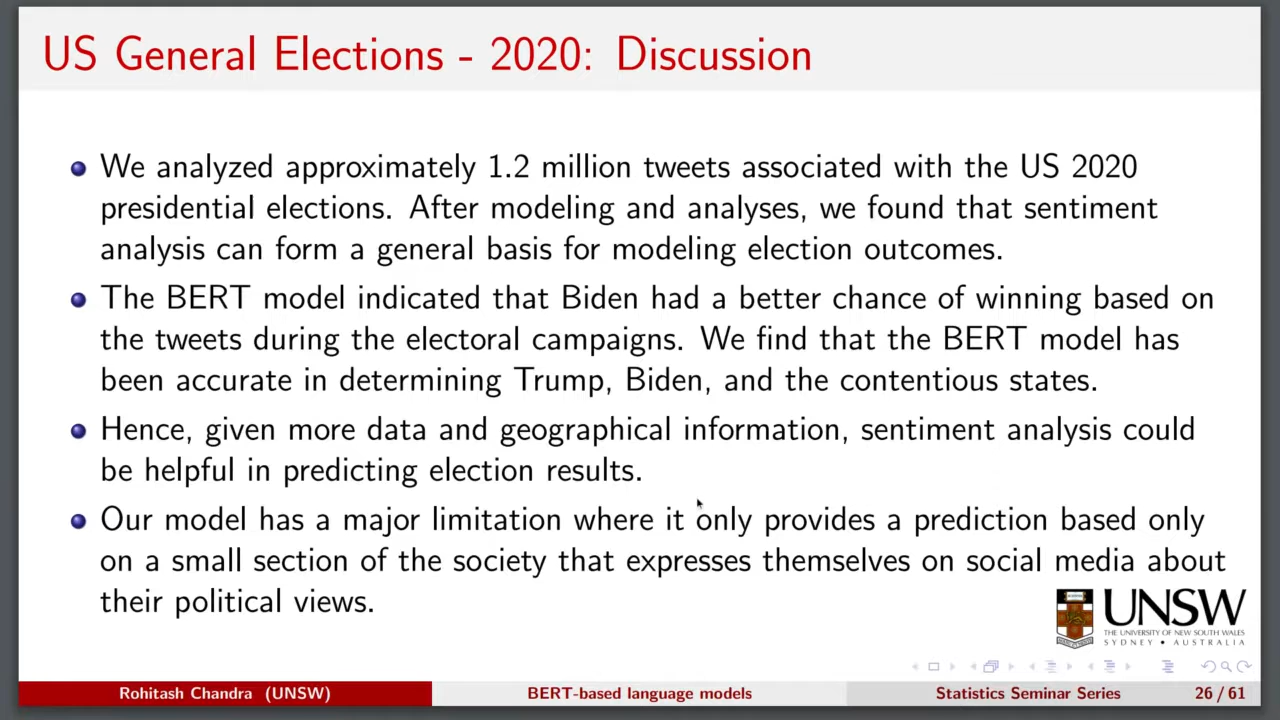 US General Elections - 2020: Discussion
We analyzed approximately 1.2 million tweets associated with the US 2020
presidential elections. After modeling and analyses, we found that sentiment
analysis can form a general basis for modeling election outcomes.
The BERT model indicated that Biden had a better chance of winning based on
the tweets during the electoral campaigns. We find that the BERT model has
been accurate in determining Trump, Biden, and the contentious states.
Hence, given more data and geographical information, sentiment analysis could
be helpful in predicting election results.
Our model has a major limitation where it only provides a prediction based only
on a small section of the society that expresses themselves on social media about
their political views.
UNSW
THE UNIVERSITY OF NEW SOUTH WALES
SYDNEY • AUSTRALIA
Rohitash Chandra (UNSW) BERT-based language models Statistics Seminar Series 26 / 61